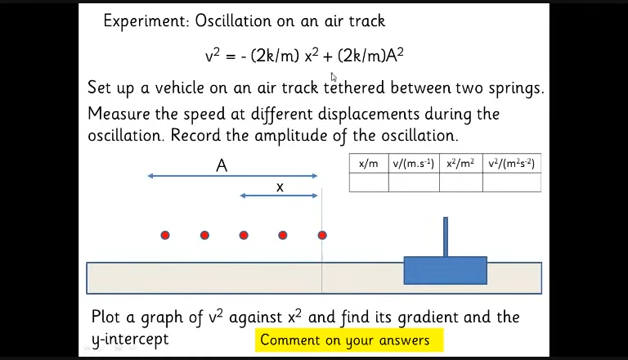 Experiment: Oscillation on an air track
v² = - (2k/m) x² + (2k/m)A²
Set up a vehicle on an air track tethered between two springs.
Measure the speed at different displacements during the
oscillation. Record the amplitude of the oscillation.
A
x
x/m v/(m.s⁻¹) x²/m² v²/(m²s⁻²)
Plot a graph of v² against x² and find its gradient and the
y-intercept
Comment on your answers